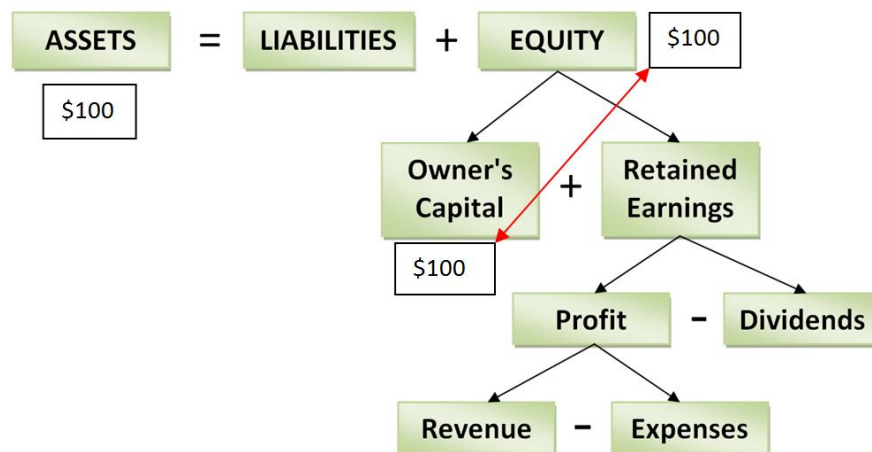 ASSETS = LIABILITIES + EQUITY $100
$100
Owner's
Capital
+
Retained
Earnings
$100
Profit - Dividends
Revenue - Expenses